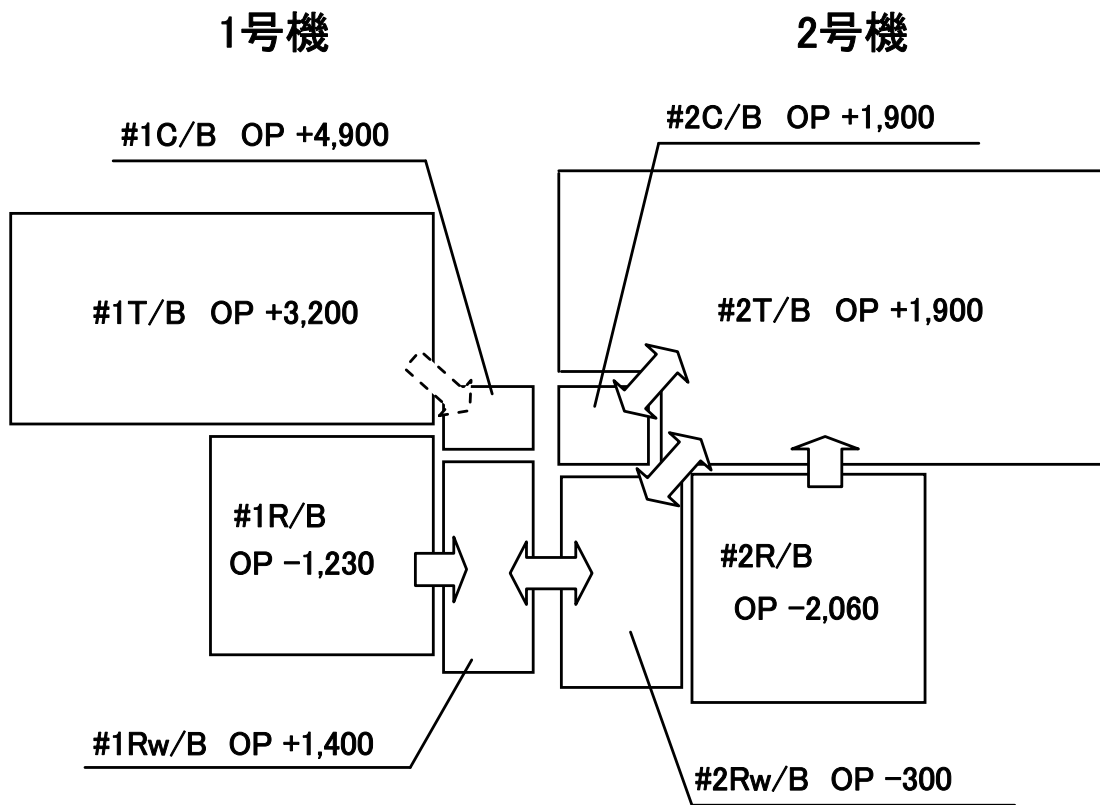 1号機
2号機
#1C/B OP +4,900
#2C/B OP +1,900
#1T/B OP +3,200
#2T/B OP +1,900
#1R/B
OP −1,230
#2R/B
OP −2,060
#1Rw/B OP +1,400
#2Rw/B OP −300